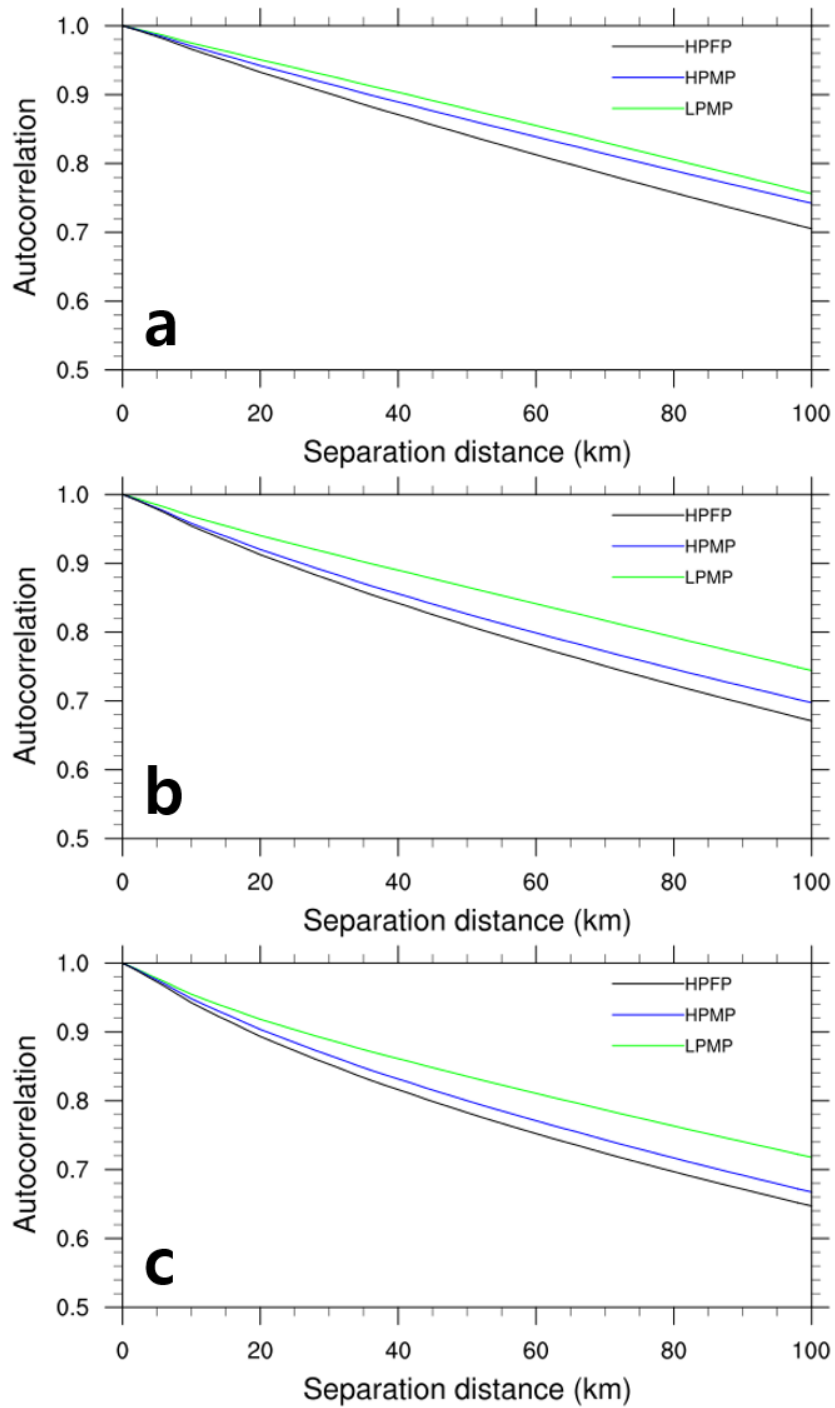 1.0
0.9
0.8
0.7
0.6
0.5
Autocorrelation
HPFP
HPMP
LPMP
a
0 20 40 60 80 100
Separation distance (km)
1.0
0.9
0.8
0.7
0.6
0.5
Autocorrelation
HPFP
HPMP
LPMP
b
0 20 40 60 80 100
Separation distance (km)
1.0
0.9
0.8
0.7
0.6
0.5
Autocorrelation
HPFP
HPMP
LPMP
c
0 20 40 60 80 100
Separation distance (km)